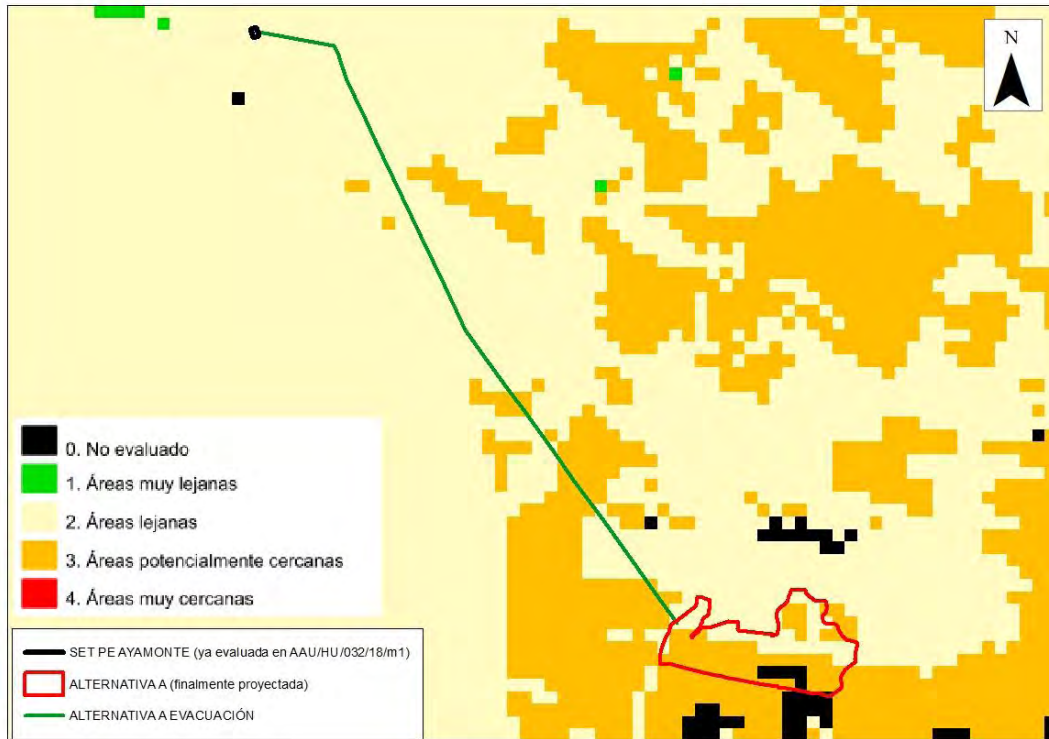 N
0. No evaluado
1. Áreas muy lejanas
2. Áreas lejanas
3. Áreas potencialmente cercanas
4. Áreas muy cercanas
SET PE AYAMONTE (ya evaluada en AAU/HU/032/18/m1)
ALTERNATIVA A (finalmente proyectada)
ALTERNATIVA A EVACUACIÓN